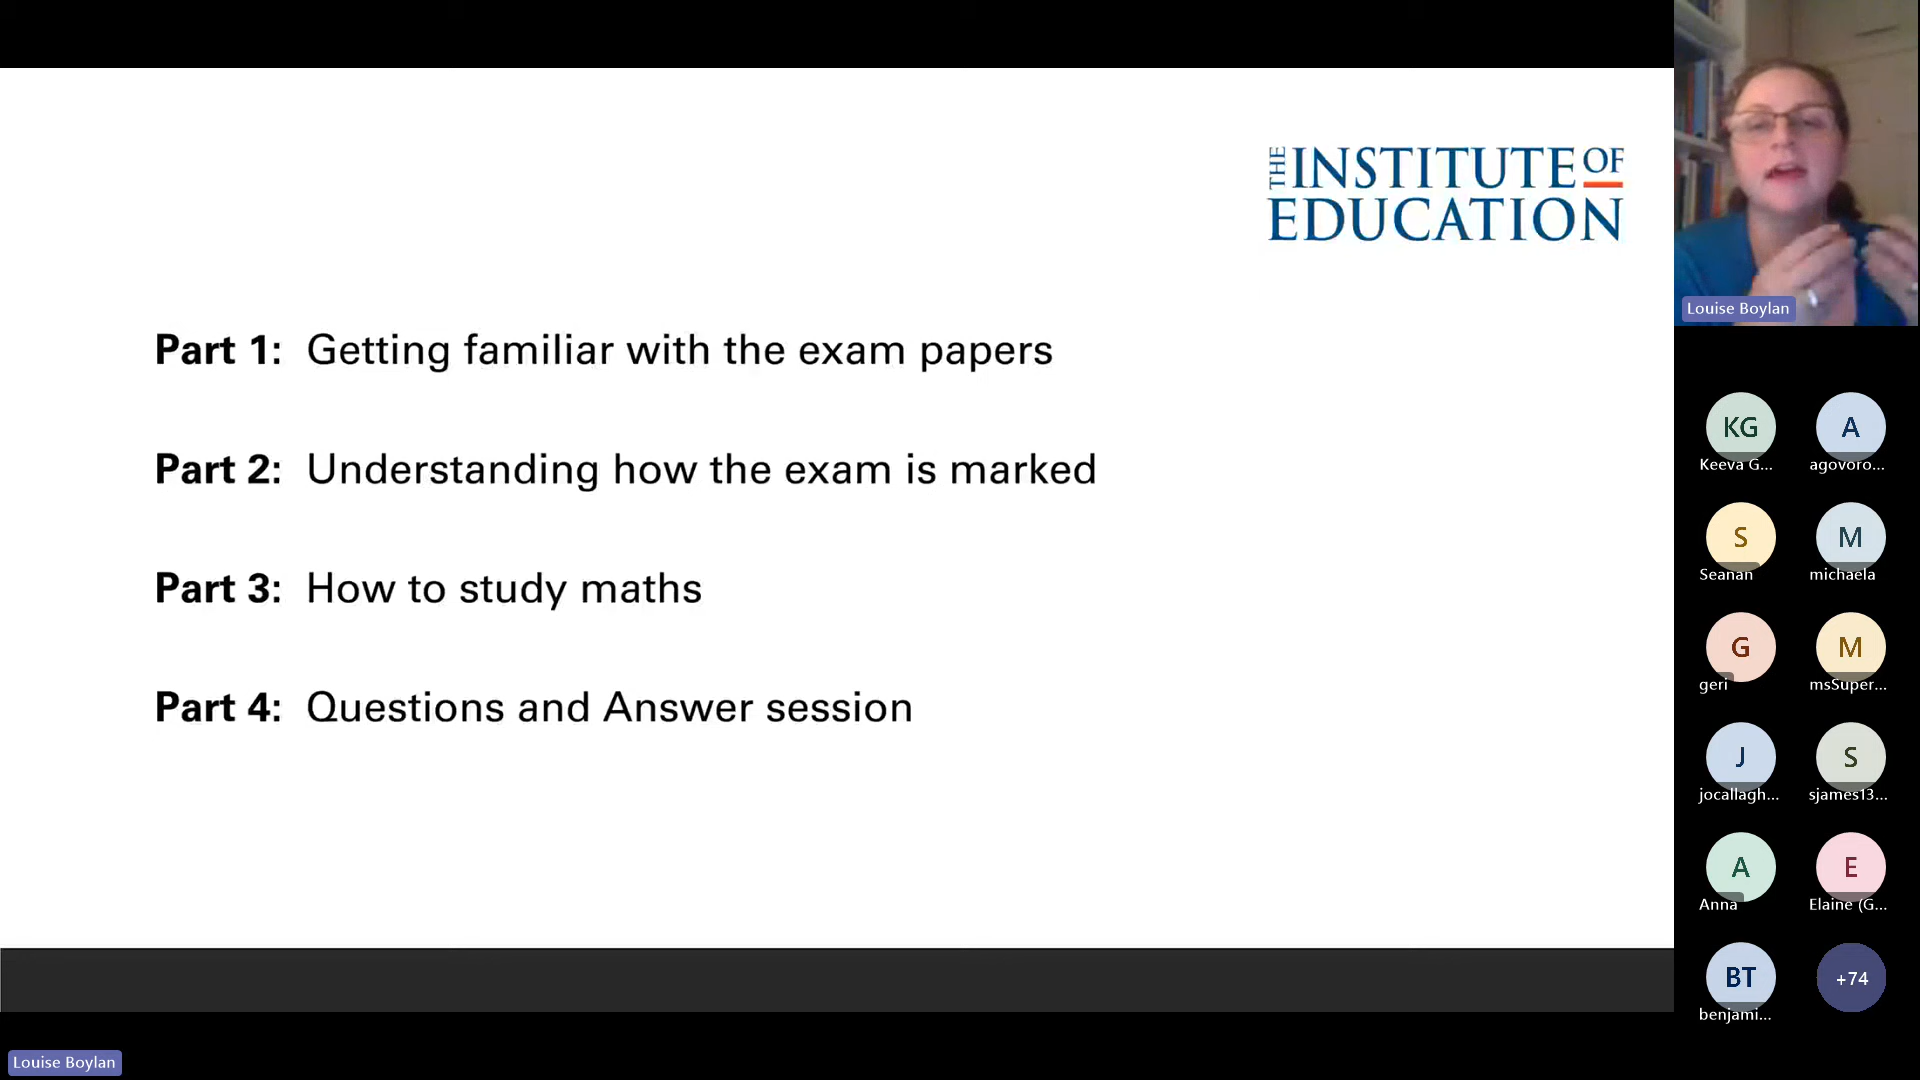 THE INSTITUTE OF
EDUCATION
Part 1: Getting familiar with the exam papers
Part 2: Understanding how the exam is marked
Part 3: How to study maths
Part 4: Questions and Answer session
Louise Boylan
KG
Keeva G...
A
agovoro...
S
Seanan
M
michaela
G
geri
M
msSuper...
J
jocallagh...
S
sjames13...
A
Anna
E
Elaine (G...
BT
benjami...
+74
Louise Boylan